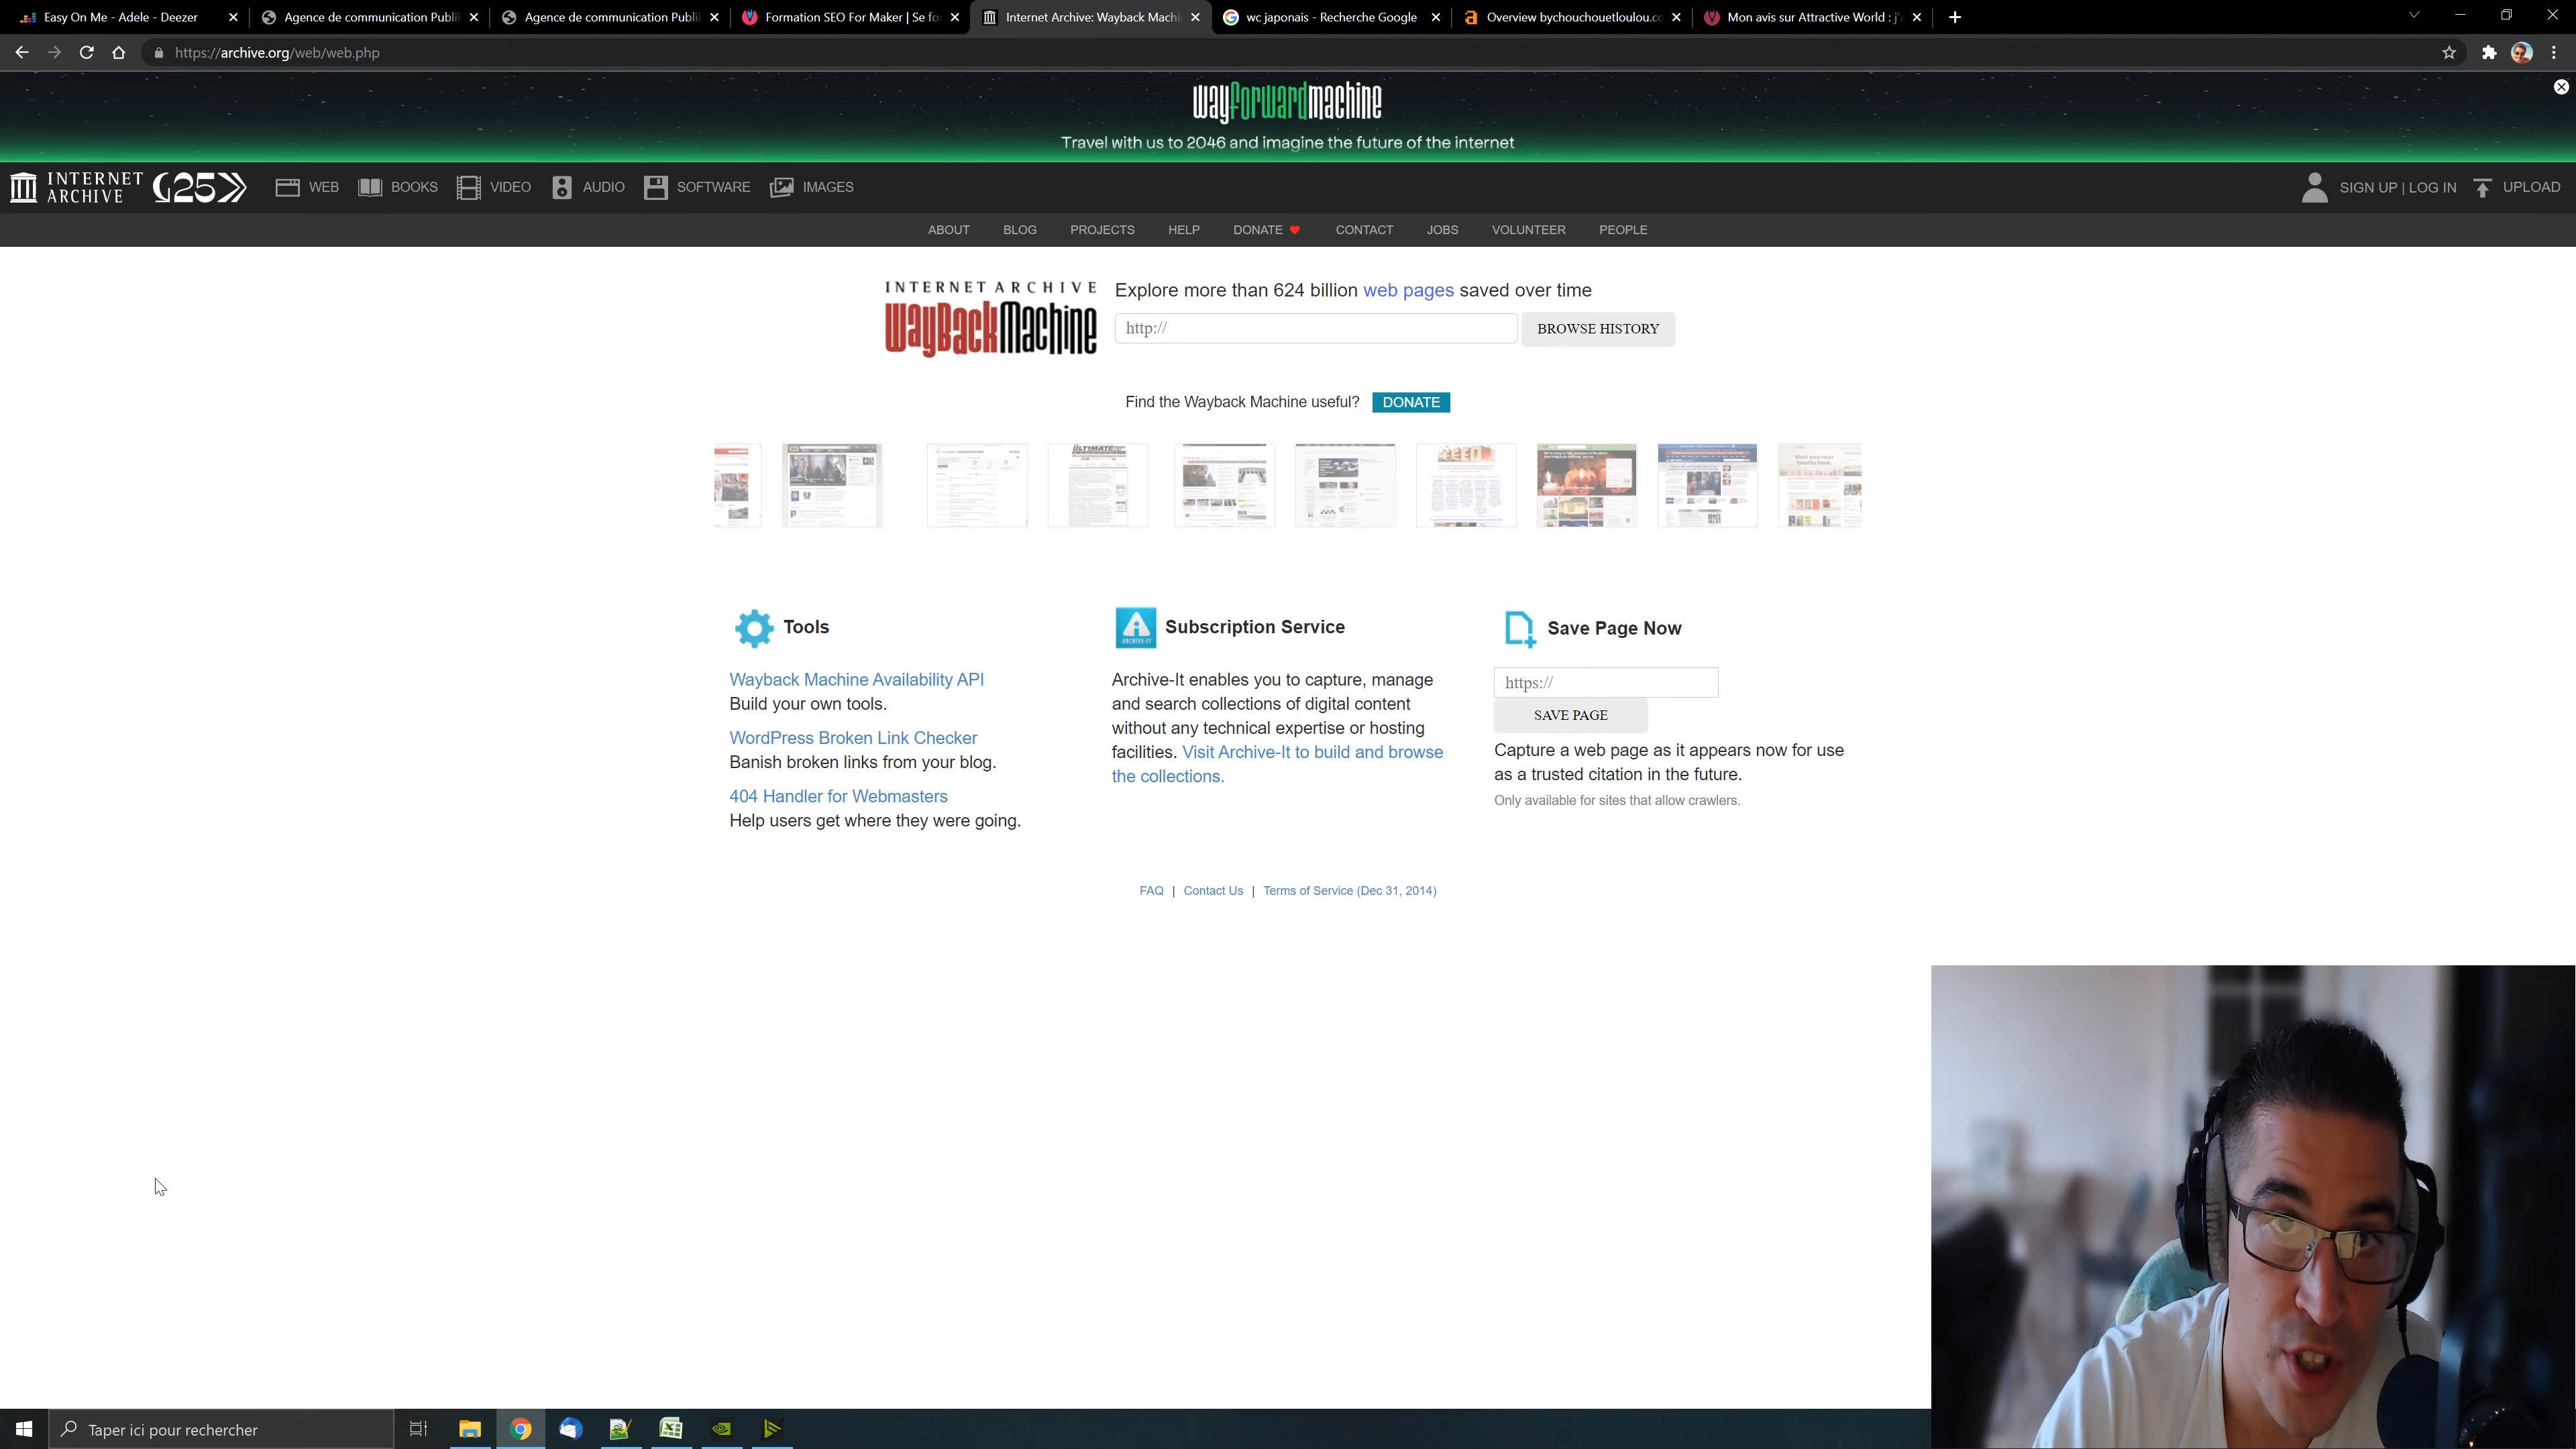 Easy On Me - Adele - Deezer
Agence de communication Publi
Agence de communication Publi
Formation SEO For Maker | Se fo
Internet Archive: Wayback Machi
wc japonais - Recherche Google
Overview bychouchouetloulou.co
Mon avis sur Attractive World : j'a
https://archive.org/web/web.php
wayforwardmachine
Travel with us to 2046 and imagine the future of the internet
INTERNET ARCHIVE
25
WEB
BOOKS
VIDEO
AUDIO
SOFTWARE
IMAGES
SIGN UP | LOG IN
UPLOAD
ABOUT
BLOG
PROJECTS
HELP
DONATE
CONTACT
JOBS
VOLUNTEER
PEOPLE
INTERNET ARCHIVE
WayBackMachine
Explore more than 624 billion web pages saved over time
http://
BROWSE HISTORY
Find the Wayback Machine useful?
DONATE
ULTIMATE
Tools
Wayback Machine Availability API
Build your own tools.
WordPress Broken Link Checker
Banish broken links from your blog.
404 Handler for Webmasters
Help users get where they were going.
ARCHIVE-IT
Subscription Service
Archive-It enables you to capture, manage
and search collections of digital content
without any technical expertise or hosting
facilities. Visit Archive-It to build and browse
the collections.
Save Page Now
https://
SAVE PAGE
Capture a web page as it appears now for use
as a trusted citation in the future.
Only available for sites that allow crawlers.
FAQ | Contact Us | Terms of Service (Dec 31, 2014)
Taper ici pour rechercher